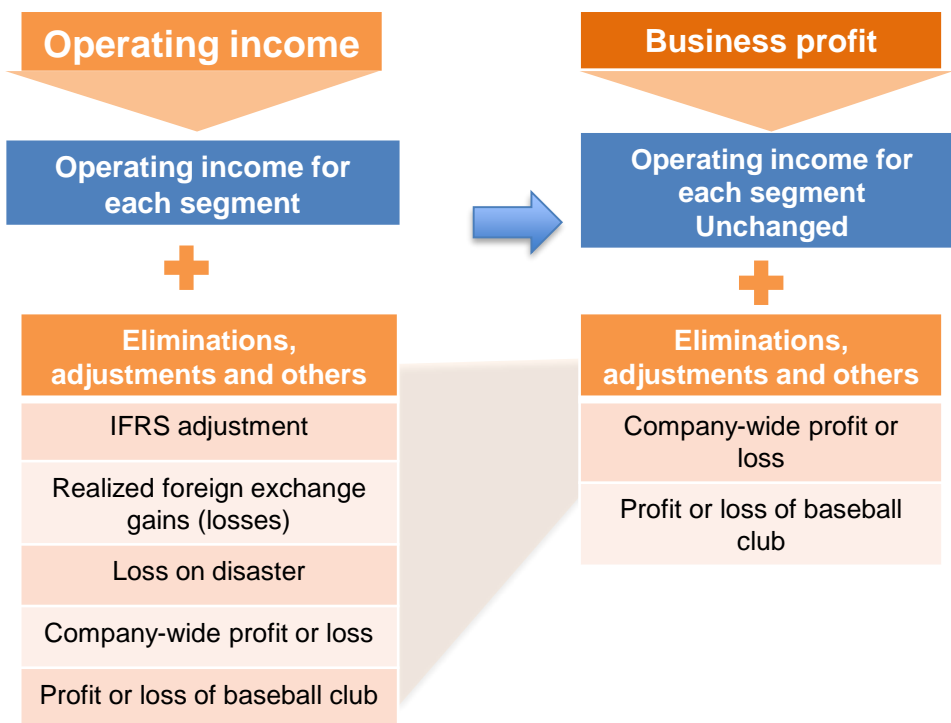 Operating income
Operating income for
each segment
Eliminations,
adjustments and others
IFRS adjustment
Realized foreign exchange
gains (losses)
Loss on disaster
Company-wide profit or loss
Profit or loss of baseball club
Business profit
Operating income for
each segment
Unchanged
Eliminations,
adjustments and others
Company-wide profit or
loss
Profit or loss of baseball
club